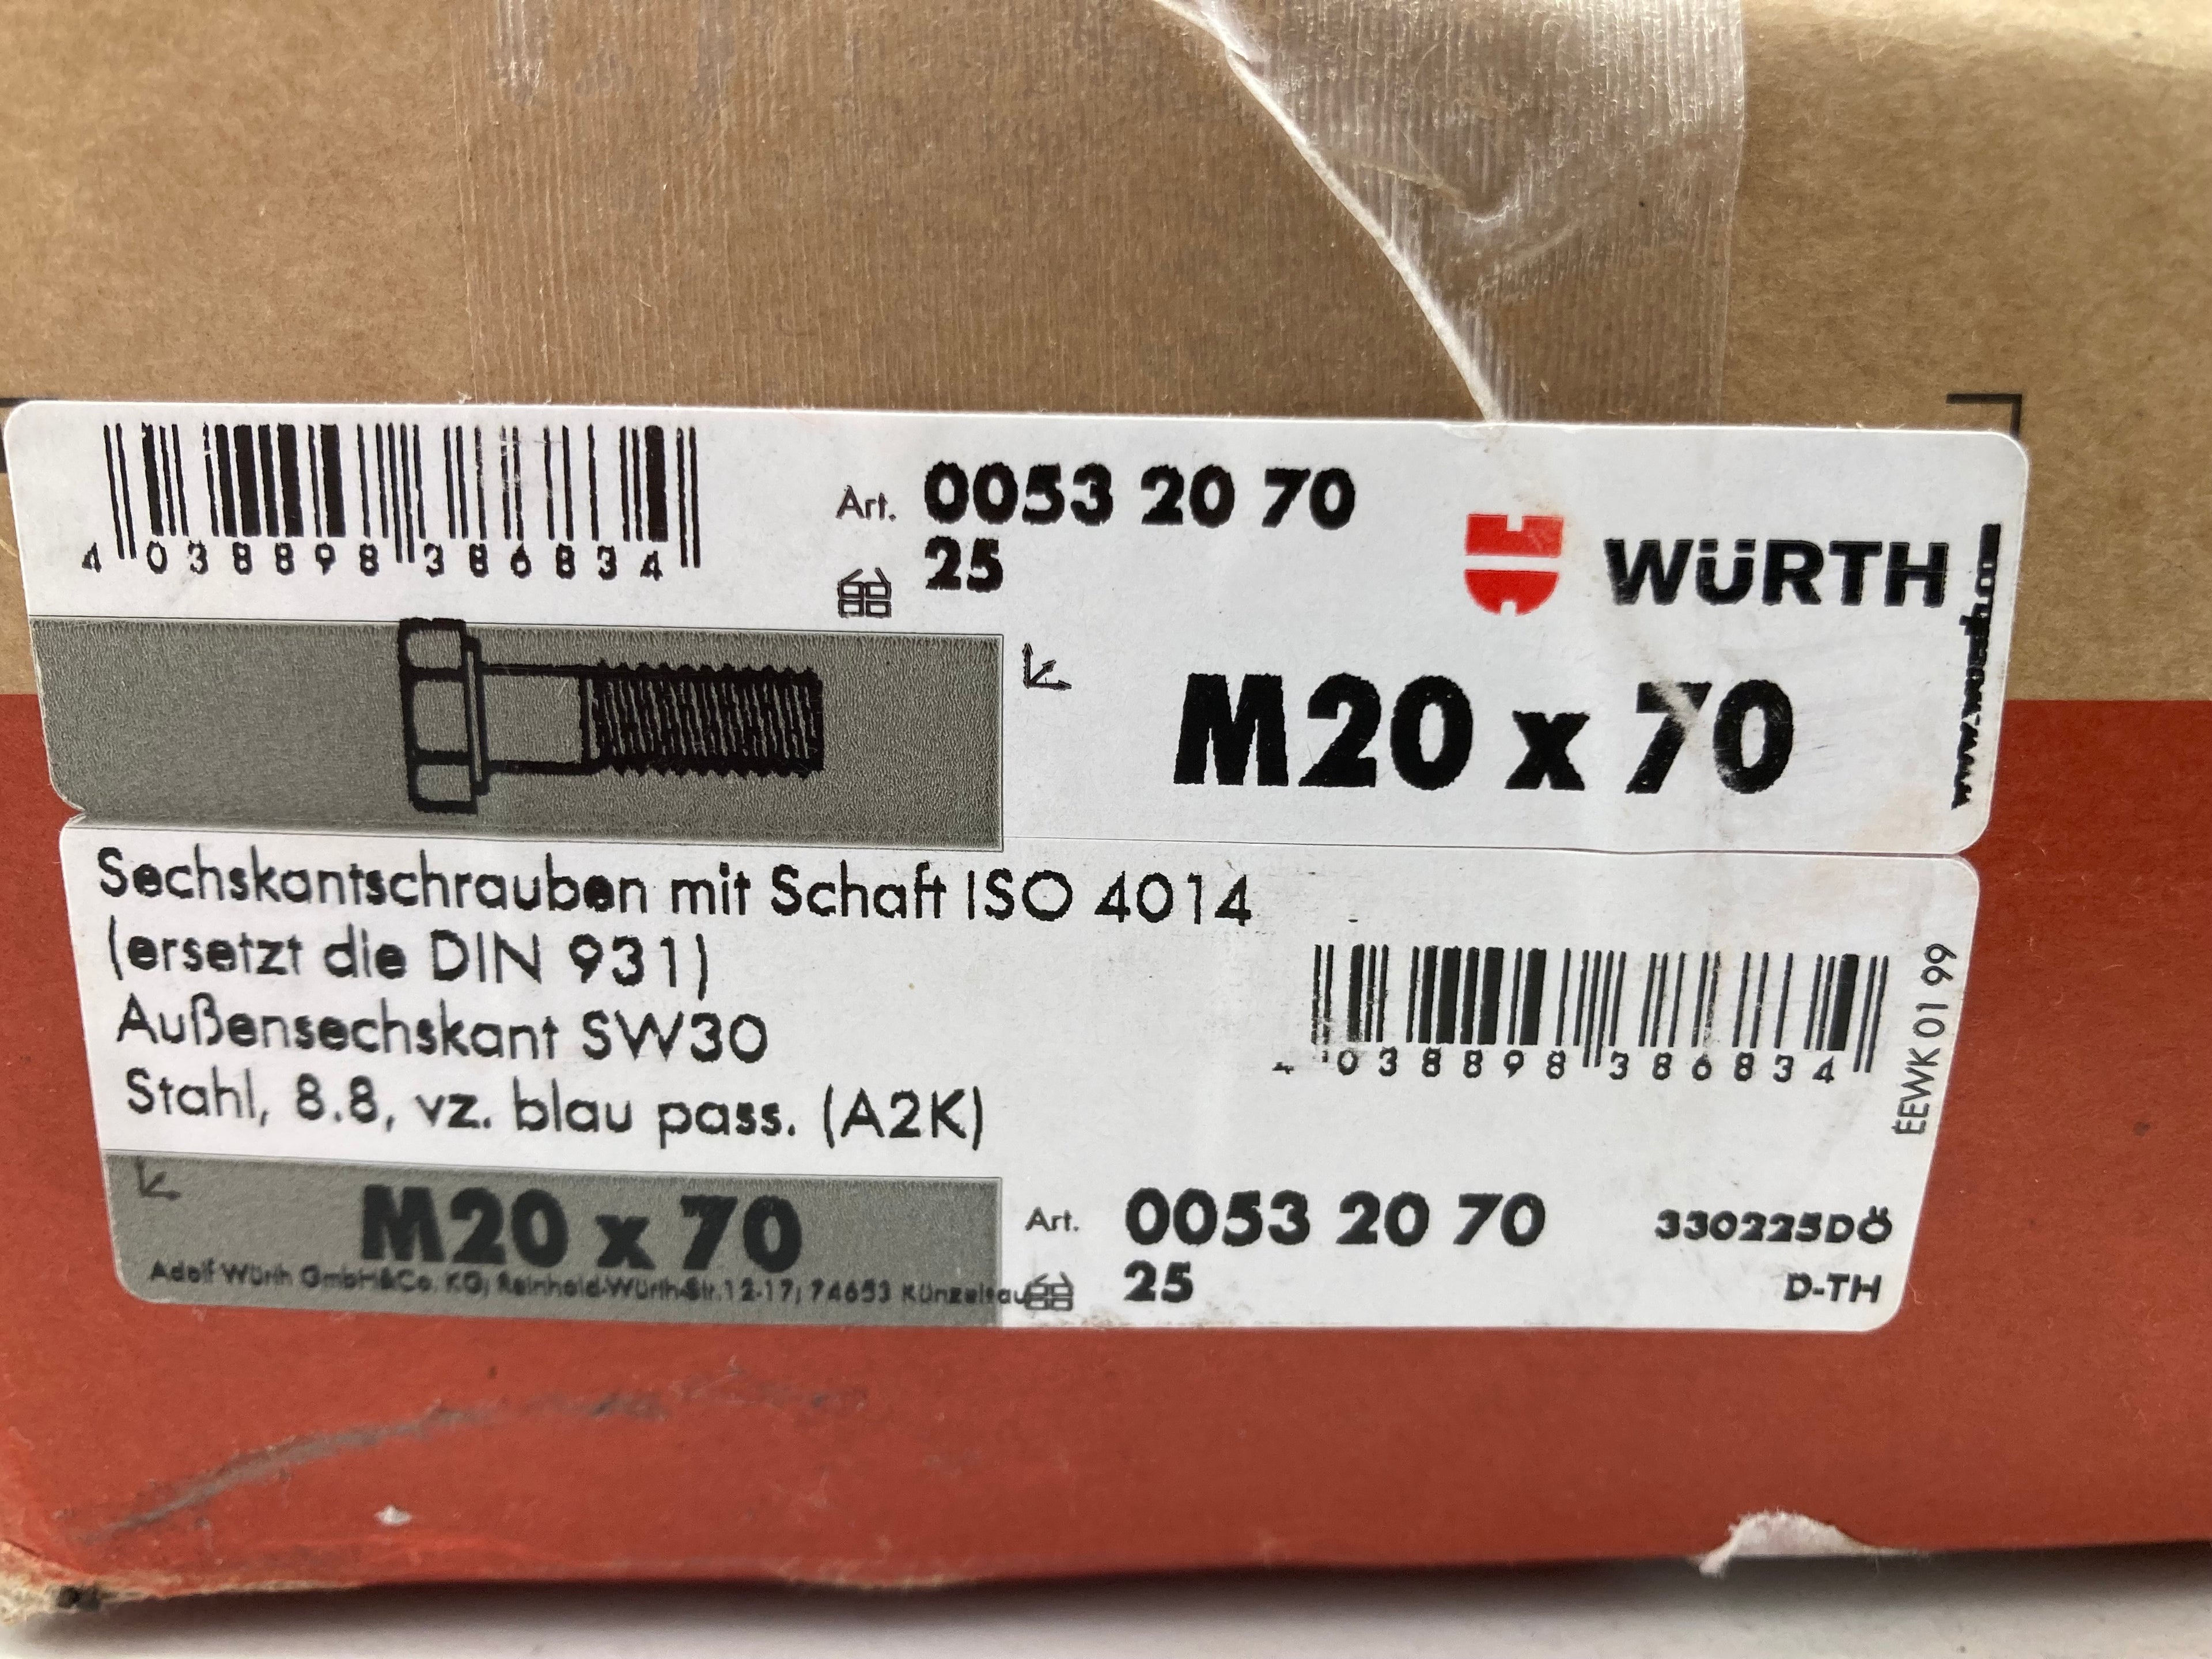 Art. 0053 20 70
25
4 038898 386834
WÜRTH
M20 x 70
Sechskantschrauben mit Schaft ISO 4014
(ersetzt die DIN 931)
Außensechskant SW30
Stahl, 8.8, vz. blau pass. (A2K)
038898 386834
EEWK 01 99
M20 x 70
Adolf Würth GmbH&Co. KG, Reinhold-Würth-Str.12-17, 74653 Künzelsau
Art. 0053 20 70
25
330225DÖ
D-TH